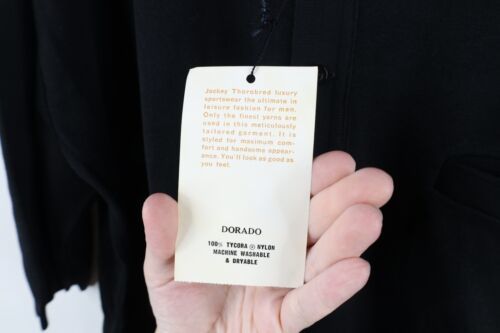 Jockey Thorobred luxury
sportswear the ultimate in
leisure fashion for men.
Only the finest yarns are
used in this meticulously
tailored garment. It is
styled for maximum com-
fort and handsome appear-
ance. You'll look as good as
you feel.
DORADO
100% TYCORA ® NYLON
MACHINE WASHABLE
& DRYABLE